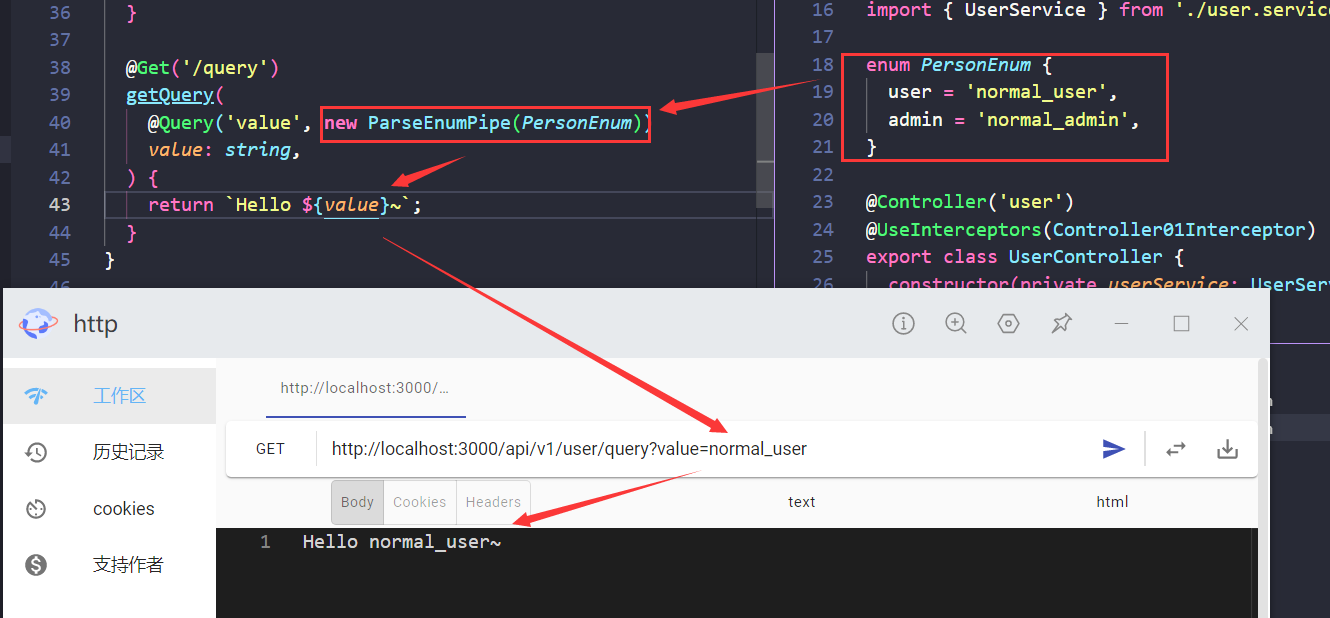 36 }
37
38 @Get('/query')
39 getQuery(
40 @Query('value', new ParseEnumPipe(PersonEnum))
41 value: string,
42 ) {
43 return `Hello ${value}~`;
44 }
45 }
16 import { UserService } from './user.servic
17
18 enum PersonEnum {
19 user = 'normal_user',
20 admin = 'normal_admin',
21 }
22
23 @Controller('user')
24 @UseInterceptors(Controller01Interceptor)
25 export class UserController {
26 constructor(private userService: UserSer
http
工作区
历史记录
cookies
支持作者
http://localhost:3000/...
GET http://localhost:3000/api/v1/user/query?value=normal_user
Body Cookies Headers text html
1 Hello normal_user~